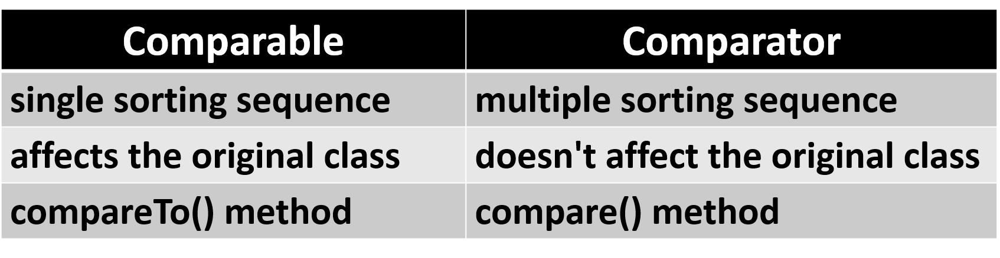 Comparable Comparator
single sorting sequence multiple sorting sequence
affects the original class doesn't affect the original class
compareTo() method compare() method